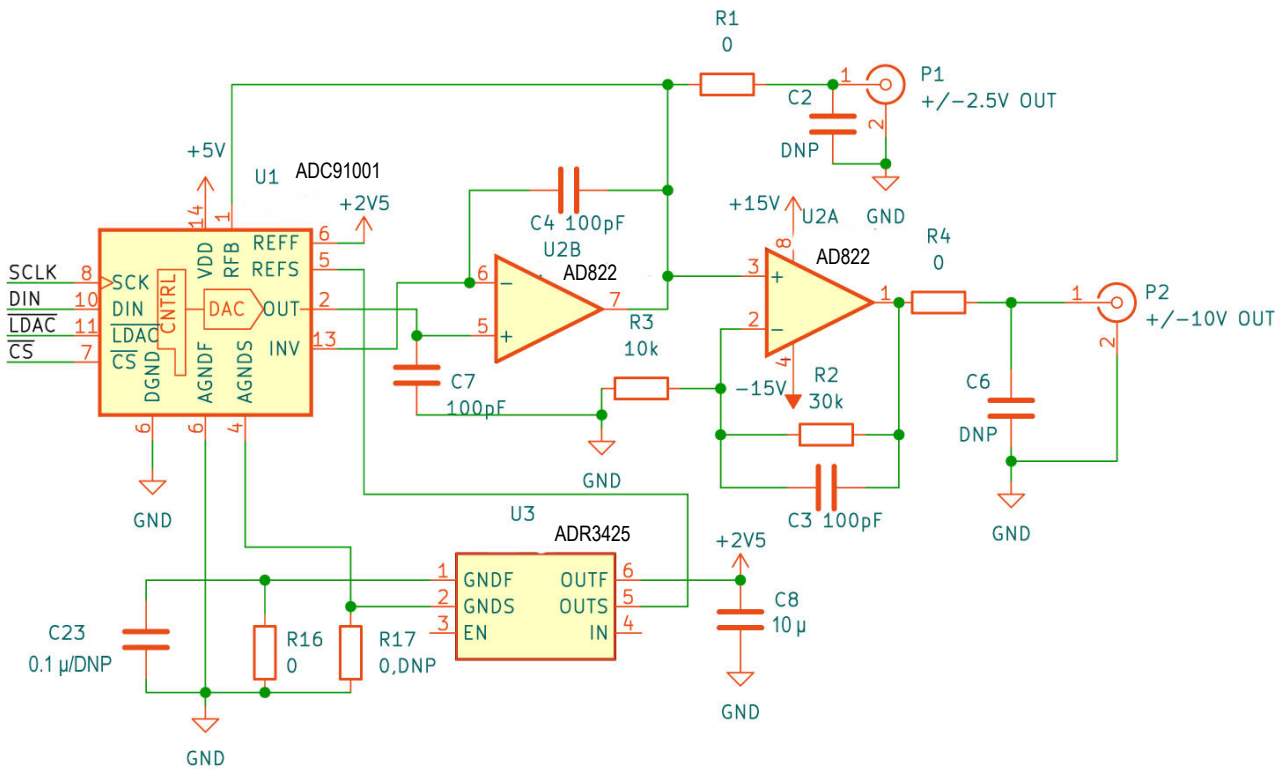 R1
0
1
P1
+/-2.5V OUT
C2
2
DNP
GND
+5V
U1
ADC91001
+2V5
14
1
6
REFF
5
REFS
VDD
RFB
SCLK
8
SCK
DIN
10
DIN
LDAC
11
LDAC
CS
7
CS
CNTRL
DAC
OUT
2
INV
13
DGND
AGNDF
AGNDS
6
6
4
GND
C4 100pF
U2B
AD822
6
-
5
+
7
C7
100pF
R3
10k
GND
+15V
U2A
8
AD822
3
+
2
-
1
4
-15V
R2
30k
C3 100pF
R4
0
1
P2
+/-10V OUT
2
C6
DNP
GND
U3
ADR3425
1
GNDF
2
GNDS
3
EN
OUTF
6
OUTS
5
IN
4
+2V5
C8
10 µ
GND
C23
0.1 µ/DNP
R16
0
R17
0,DNP
GND